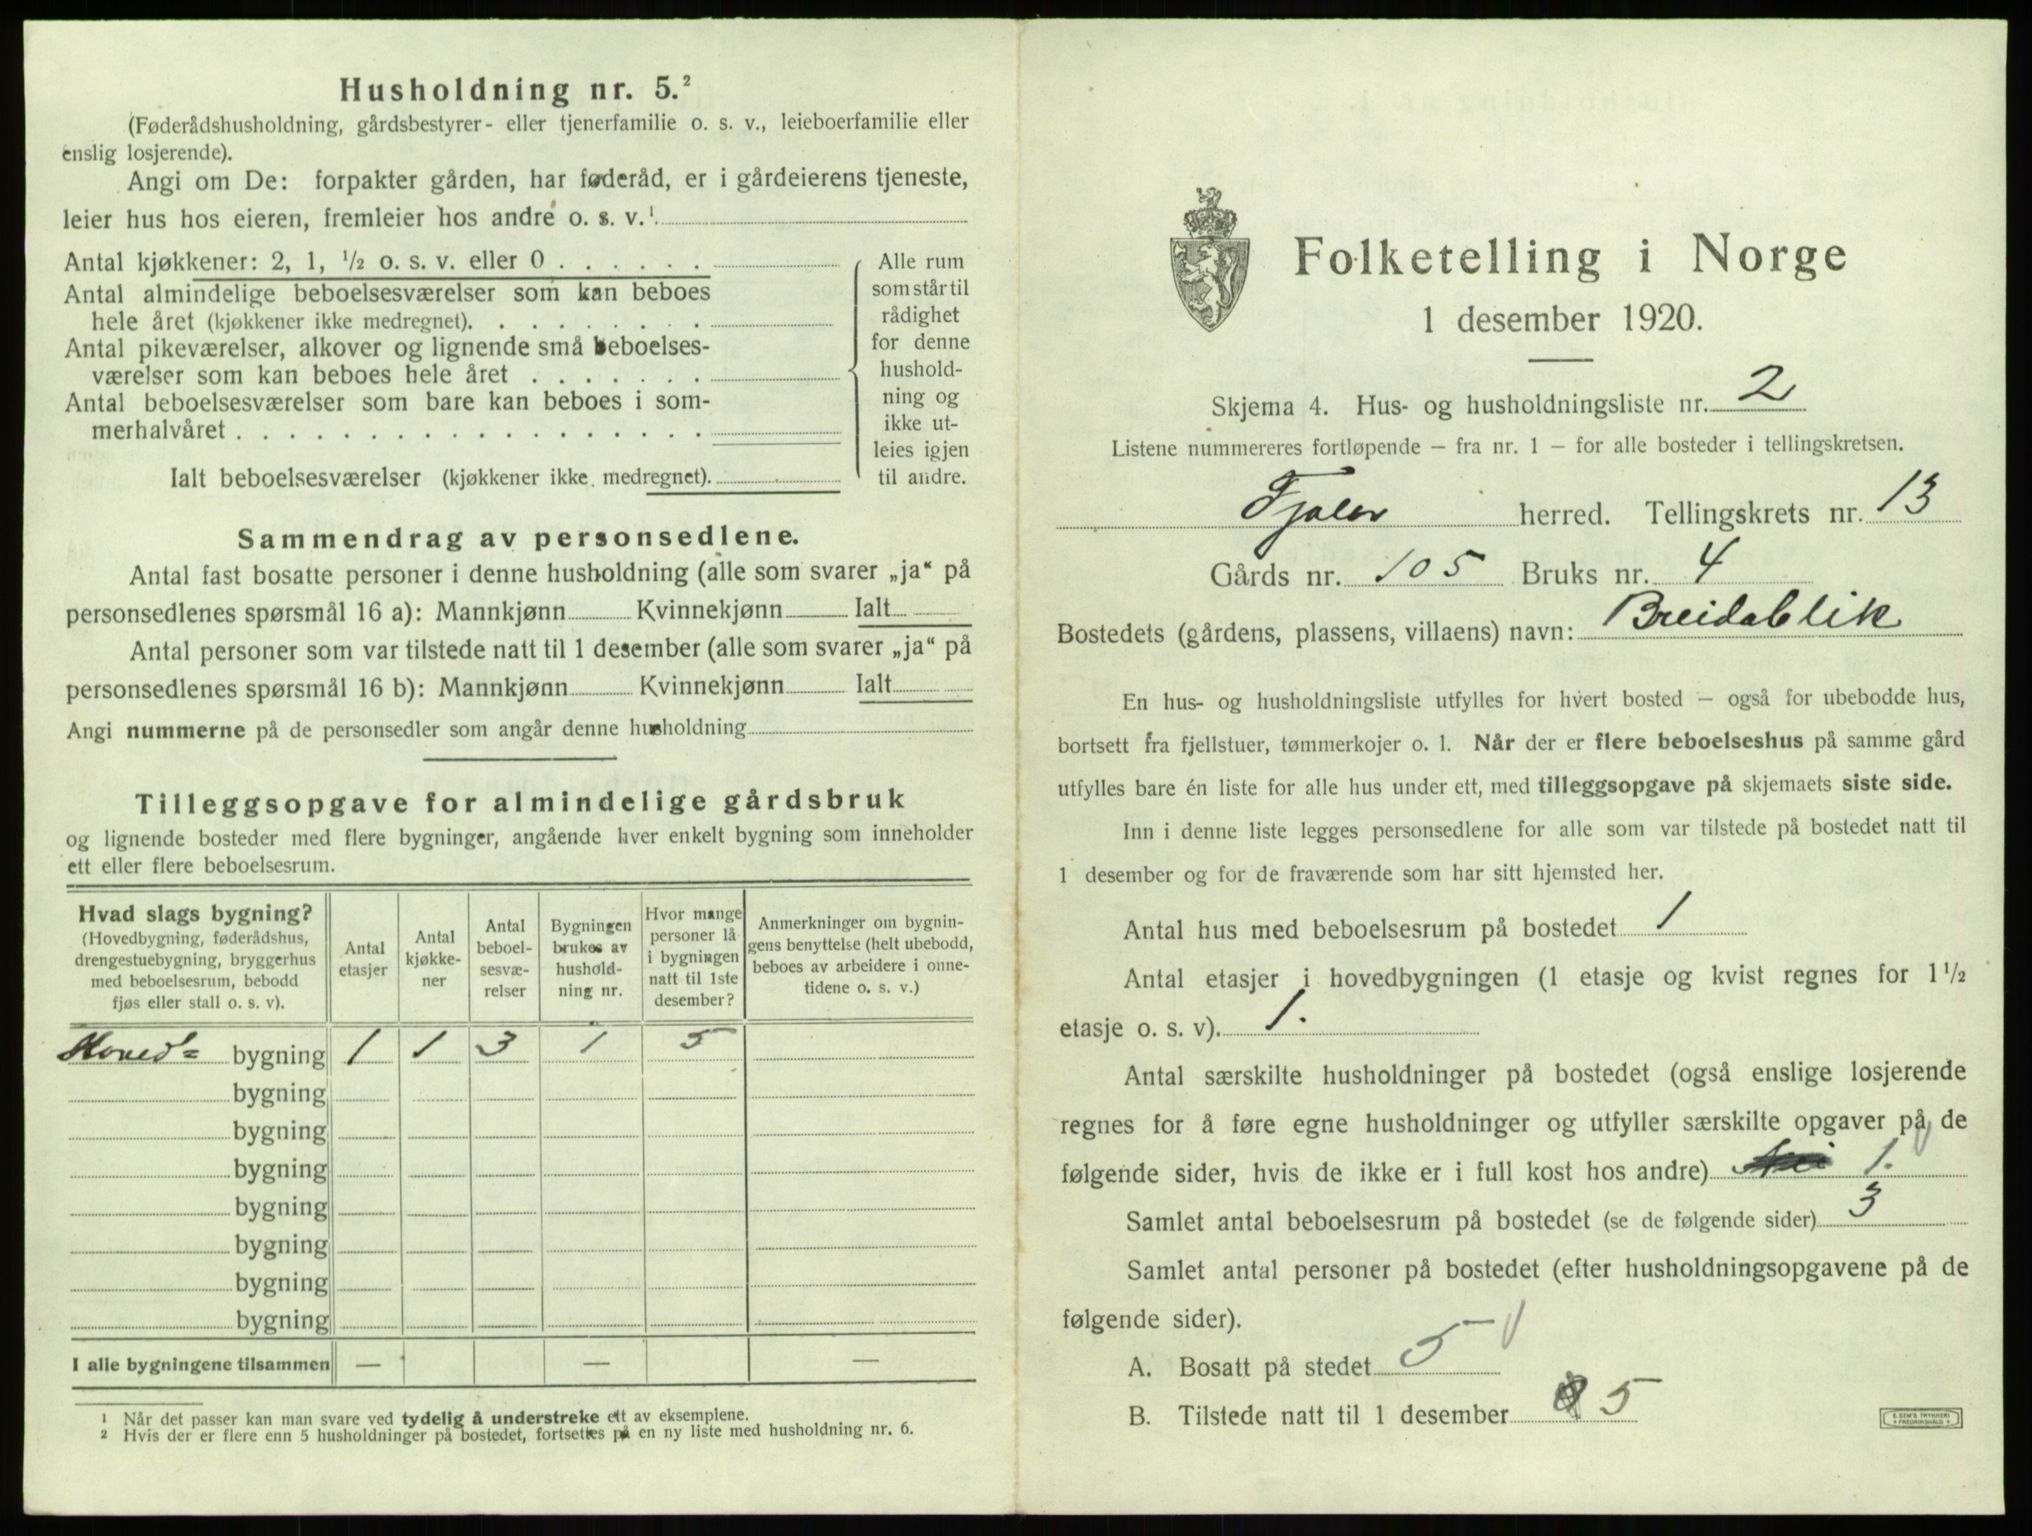 Husholdning nr. 5.²
(Føderådshusholdning, gårdsbestyrer- eller tjenerfamilie o. s. v., leieboerfamilie eller
enslig losjerende).
Angi om De: forpakter gården, har føderåd, er i gårdeierens tjeneste,
leier hus hos eieren, fremleier hos andre o. s. v.¹
Antal kjøkkener: 2, 1, ½ o. s. v. eller 0 . . . . . .
Antal almindelige beboelsesværelser som kan beboes
hele året (kjøkkener ikke medregnet). . . . . . . . .
Antal pikeværelser, alkover og lignende små beboelses-
værelser som kan beboes hele året . . . . . . .
Antal beboelsesværelser som bare kan beboes i som-
merhalvåret . . . . . . . . . . . . . . . . . .
Ialt beboelsesværelser (kjøkkener ikke medregnet).
Alle rum
som står til
rådighet
for denne
hushold-
ning og
ikke ut-
leies igjen
til andre.
Sammendrag av personsedlene.
Antal fast bosatte personer i denne husholdning (alle som svarer „ja" på
personsedlenes spørsmål 16 a): Mannkjønn Kvinnekjønn Ialt
Antal personer som var tilstede natt til 1 desember (alle som svarer „ja" på
personsedlenes spørsmål 16 b): Mannkjønn Kvinnekjønn Ialt
Angi nummerne på de personsedler som angår denne husholdning
Tilleggsopgave for almindelige gårdsbruk
og lignende bosteder med flere bygninger, angående hver enkelt bygning som inneholder
ett eller flere beboelsesrum.
Hvad slags bygning?
(Hovedbygning, føderådshus,
drengestuebygning, bryggerhus
med beboelsesrum, bebodd
fjøs eller stall o. s. v).
Antal
etasjer
Antal
kjøkke-
ner
Antal
beboel-
sesvæ-
relser
Bygningen
brukes av
hushold-
ning nr.
Hvor mange
personer lå
i bygningen
natt til 1ste
desember?
Anmerkninger om bygnin-
gens benyttelse (helt ubebodd,
beboes av arbeidere i onne-
tidene o. s. v.)
Hoved= bygning 1 1 3 1 5
bygning
bygning
bygning
bygning
bygning
bygning
bygning
I alle bygningene tilsammen — — —
¹ Når det passer kan man svare ved tydelig å understreke ett av eksemplene.
² Hvis der er flere enn 5 husholdninger på bostedet, fortsettes på en ny liste med husholdning nr. 6.
Folketelling i Norge
1 desember 1920.
Skjema 4. Hus- og husholdningsliste nr. 2
Listene nummereres fortløpende — fra nr. 1 — for alle bosteder i tellingskretsen.
Fjaler herred. Tellingskrets nr. 13
Gårds nr. 105 Bruks nr. 4
Bostedets (gårdens, plassens, villaens) navn: Breidablik
En hus- og husholdningsliste utfylles for hvert bosted — også for ubebodde hus,
bortsett fra fjellstuer, tømmerkojer o. l. Når der er flere beboelseshus på samme gård
utfylles bare én liste for alle hus under ett, med tilleggsopgave på skjemaets siste side.
Inn i denne liste legges personsedlene for alle som var tilstede på bostedet natt til
1 desember og for de fraværende som har sitt hjemsted her.
Antal hus med beboelsesrum på bostedet 1
Antal etasjer i hovedbygningen (1 etasje og kvist regnes for 1½
etasje o. s. v). 1.
Antal særskilte husholdninger på bostedet (også enslige losjerende
regnes for å føre egne husholdninger og utfyller særskilte opgaver på de
følgende sider, hvis de ikke er i full kost hos andre) 1.
Samlet antal beboelsesrum på bostedet (se de følgende sider) 3
Samlet antal personer på bostedet (efter husholdningsopgavene på de
følgende sider).
A. Bosatt på stedet 5
B. Tilstede natt til 1 desember 5